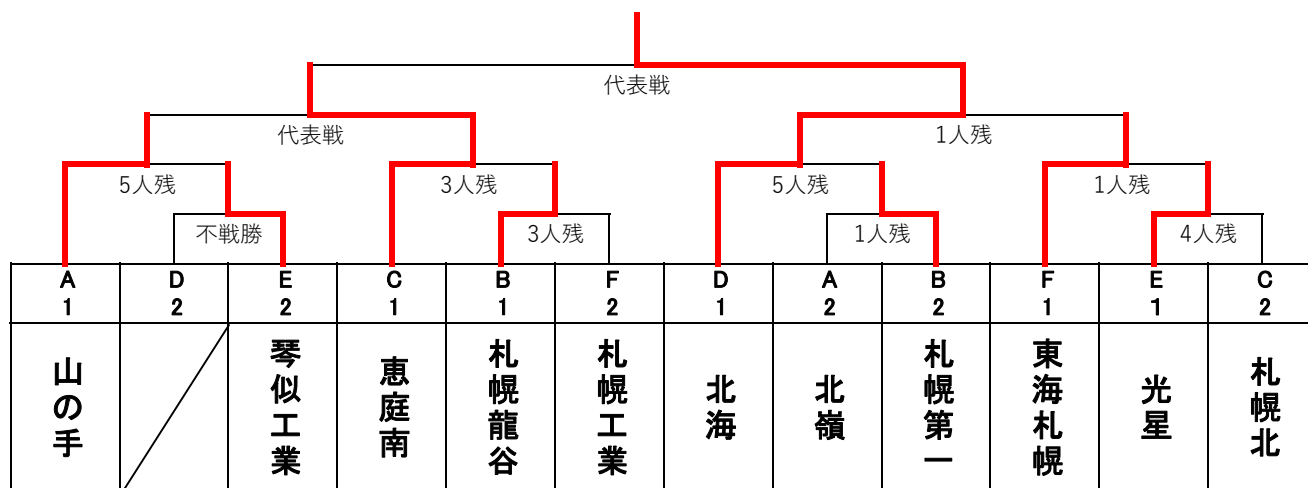 代表戦
代表戦
1人残
5人残
3人残
5人残
1人残
不戦勝
3人残
1人残
4人残
A D E C B F D A B F E C
1 2 2 1 1 2 1 2 2 1 1 2
山の手
琴似工業
恵庭南
札幌龍谷
札幌工業
北海
北嶺
札幌第一
東海札幌
光星
札幌北